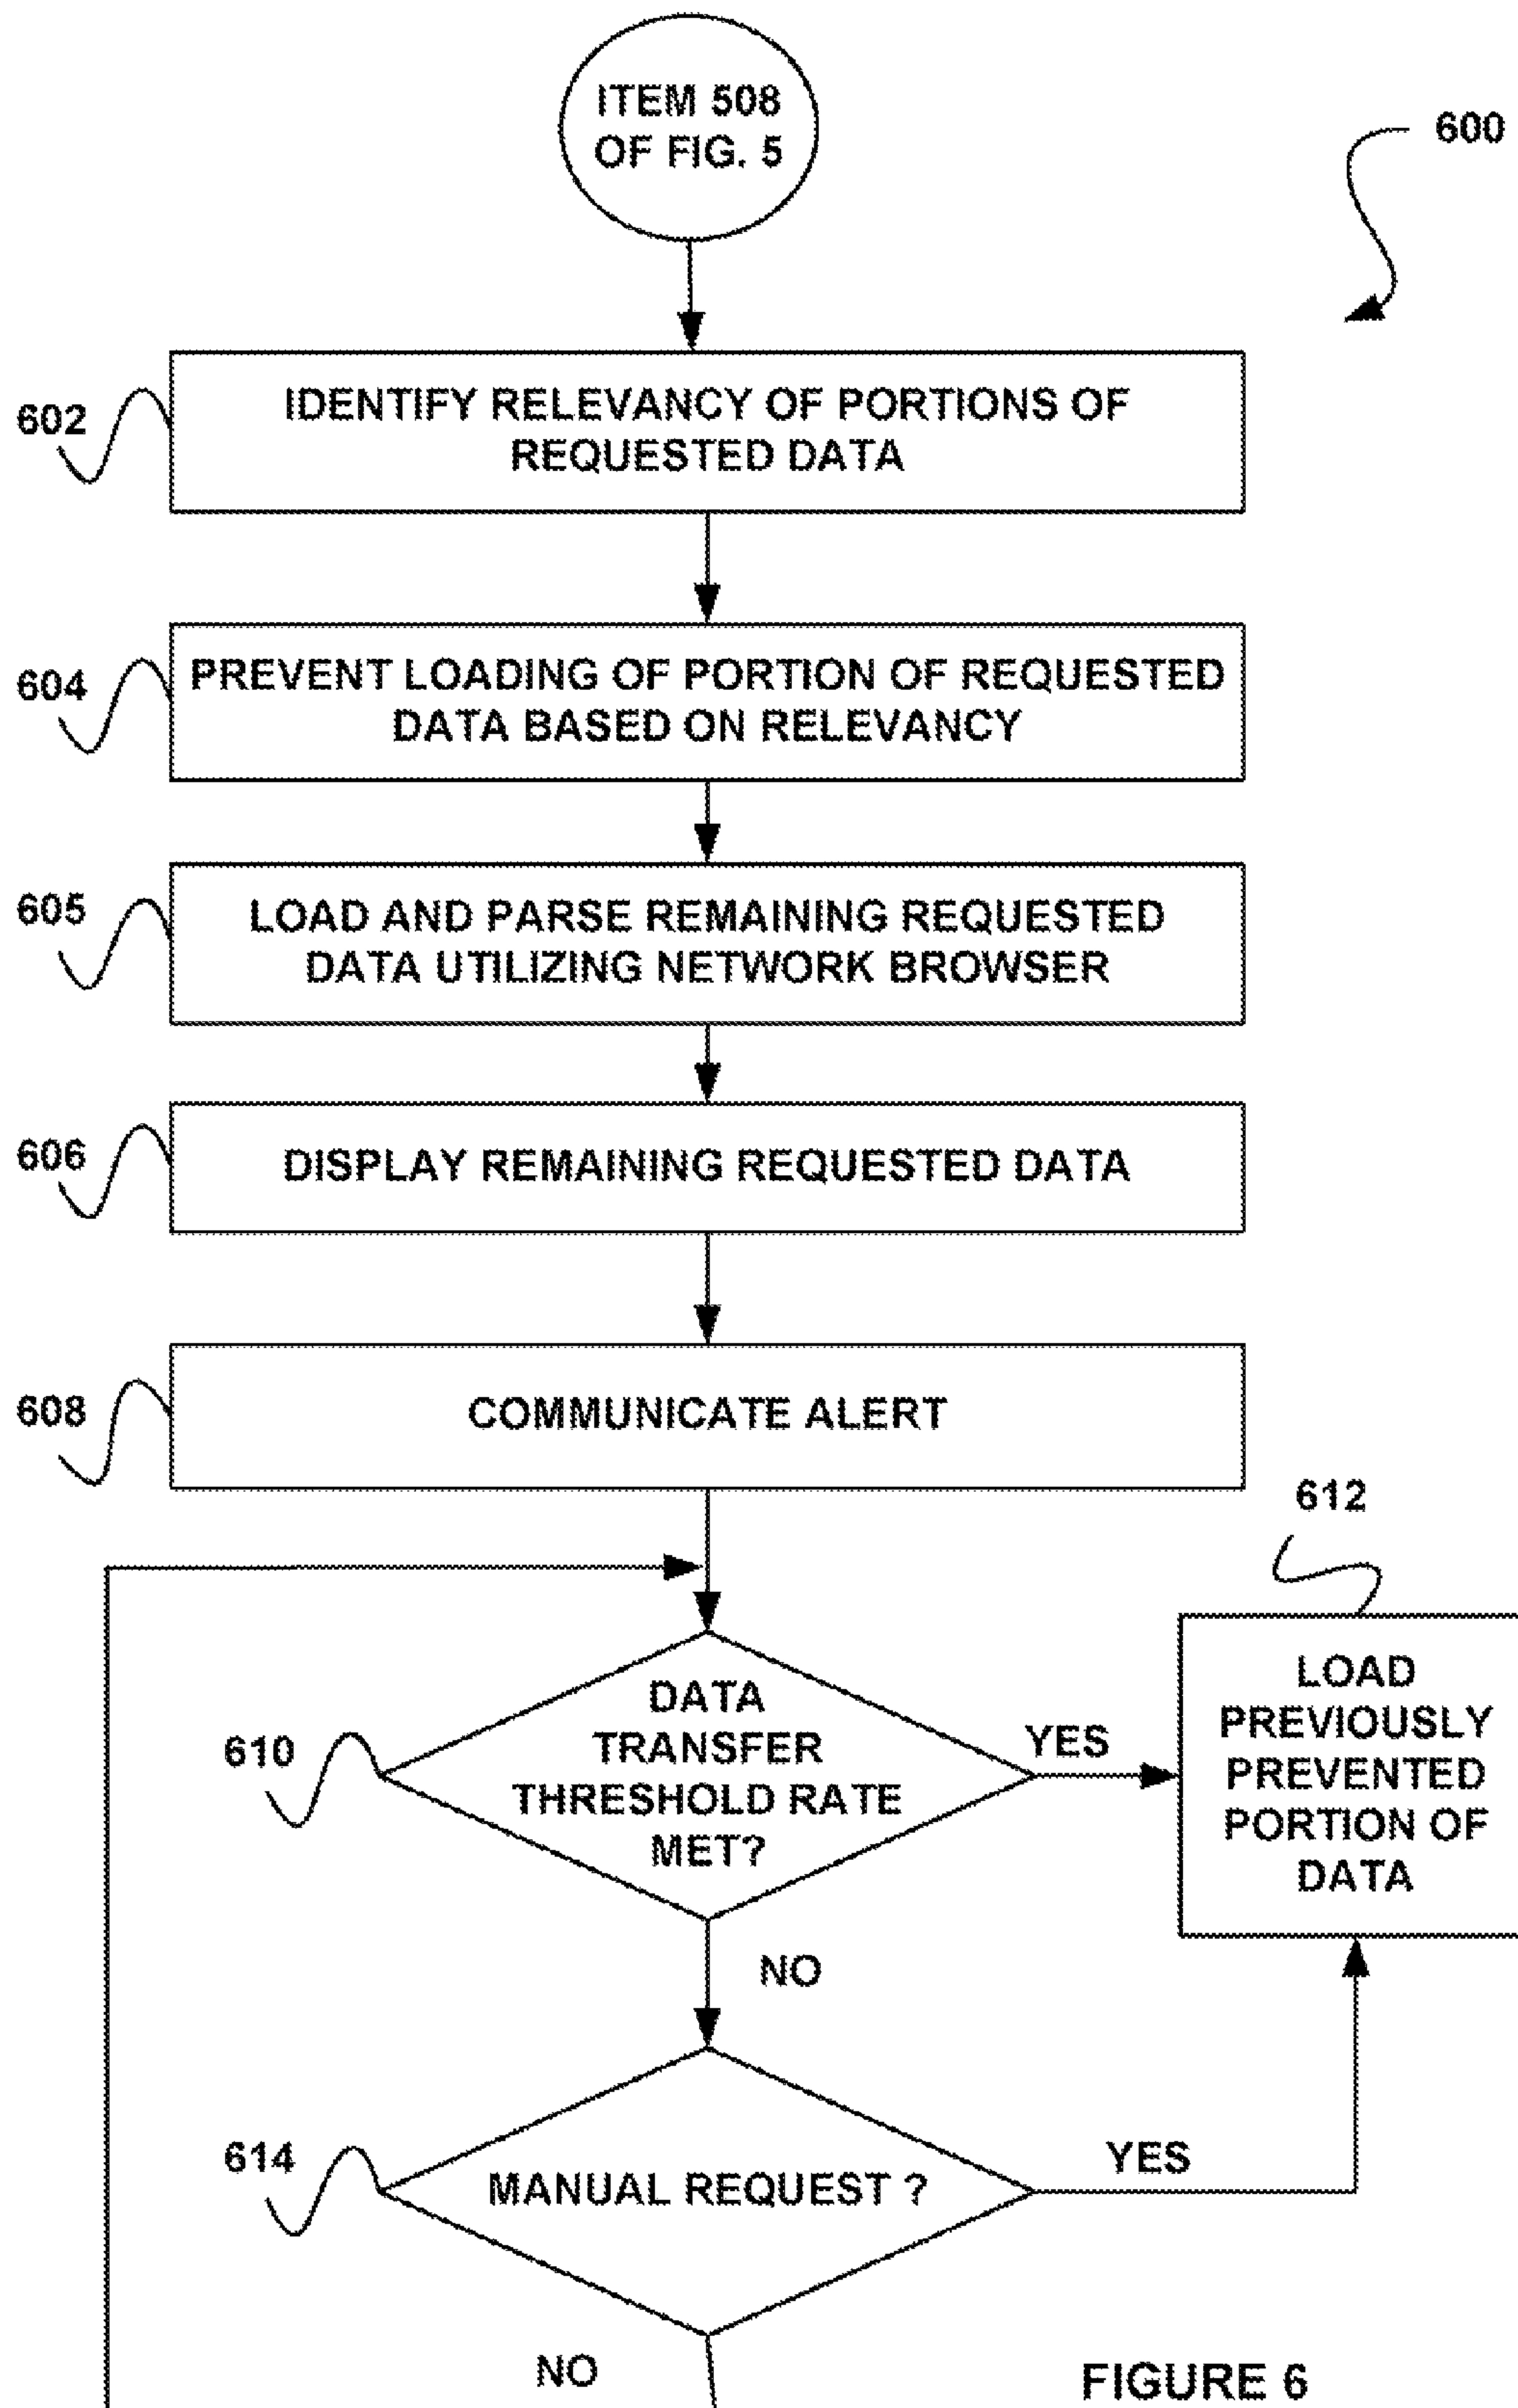 ITEM 508
OF FIG. 5
600
602
IDENTIFY RELEVANCY OF PORTIONS OF
REQUESTED DATA
604
PREVENT LOADING OF PORTION OF REQUESTED
DATA BASED ON RELEVANCY
605
LOAD AND PARSE REMAINING REQUESTED
DATA UTILIZING NETWORK BROWSER
606
DISPLAY REMAINING REQUESTED DATA
608
COMMUNICATE ALERT
612
610
DATA
TRANSFER
THRESHOLD RATE
MET?
YES
LOAD
PREVIOUSLY
PREVENTED
PORTION OF
DATA
NO
614
MANUAL REQUEST ?
YES
NO
FIGURE 6